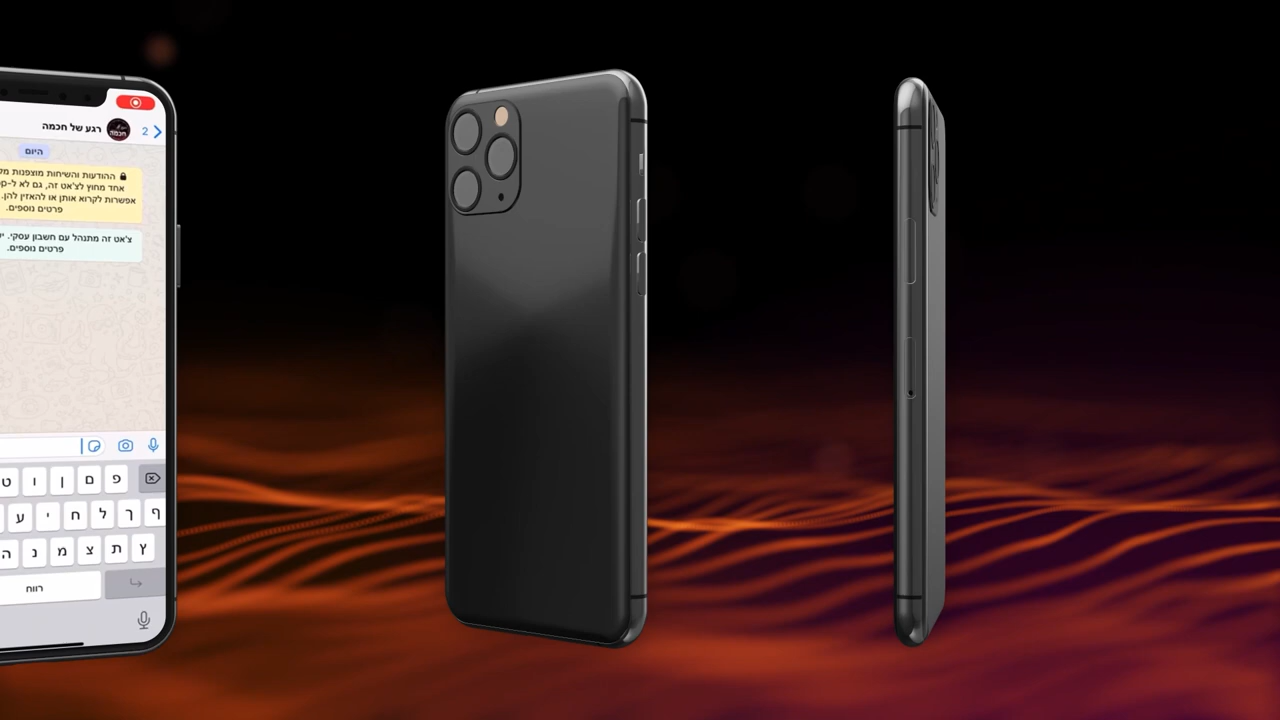 רגע של חכמה
2
היום
ההודעות והשיחות מוצפנות
אחד מחוץ לצ'אט זה, גם לא ל-
אפשרות לקרוא אותן או להאזין להן.
פרטים נוספים.
צ'אט זה מתנהל עם חשבון עסקי.
פרטים נוספים.
פ ם ן ו ט
ף ך ל ח י ע
ץ ת צ מ נ ה
רווח